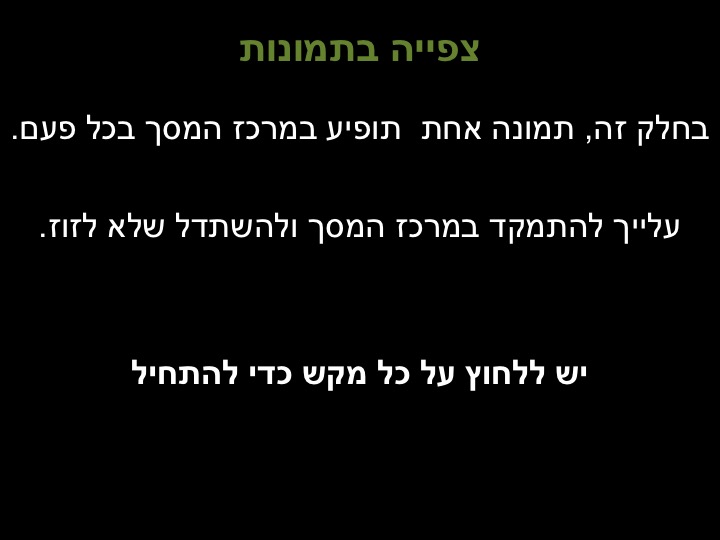 צפייה בתמונות
בחלק זה, תמונה אחת  תופיע במרכז המסך בכל פעם.
עלייך להתמקד במרכז המסך ולהשתדל שלא לזוז.
יש ללחוץ על כל מקש כדי להתחיל